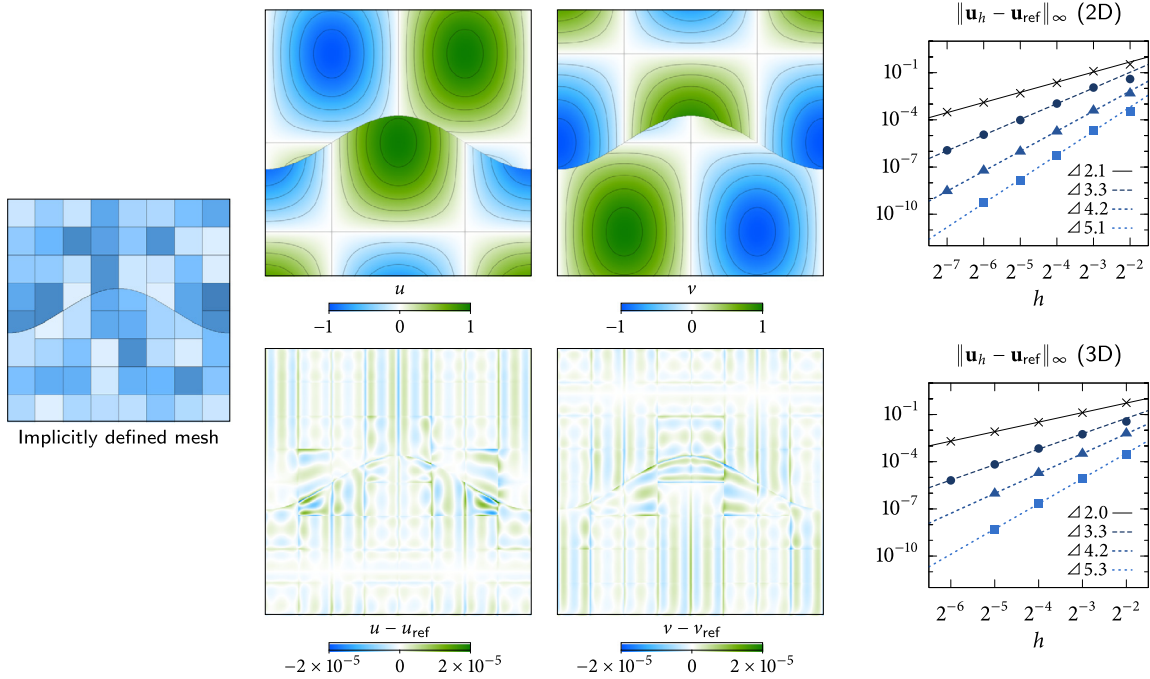 Implicitly defined mesh
u
−1 0 1
v
−1 0 1
u − u_ref
−2 × 10⁻⁵ 0 2 × 10⁻⁵
v − v_ref
−2 × 10⁻⁵ 0 2 × 10⁻⁵
‖u_h − u_ref‖_∞ (2D)
10⁻¹
10⁻⁴
10⁻⁷
10⁻¹⁰
⊿ 2.1
⊿ 3.3
⊿ 4.2
⊿ 5.1
2⁻⁷ 2⁻⁶ 2⁻⁵ 2⁻⁴ 2⁻³ 2⁻²
h
‖u_h − u_ref‖_∞ (3D)
10⁻¹
10⁻⁴
10⁻⁷
10⁻¹⁰
⊿ 2.0
⊿ 3.3
⊿ 4.2
⊿ 5.3
2⁻⁶ 2⁻⁵ 2⁻⁴ 2⁻³ 2⁻²
h